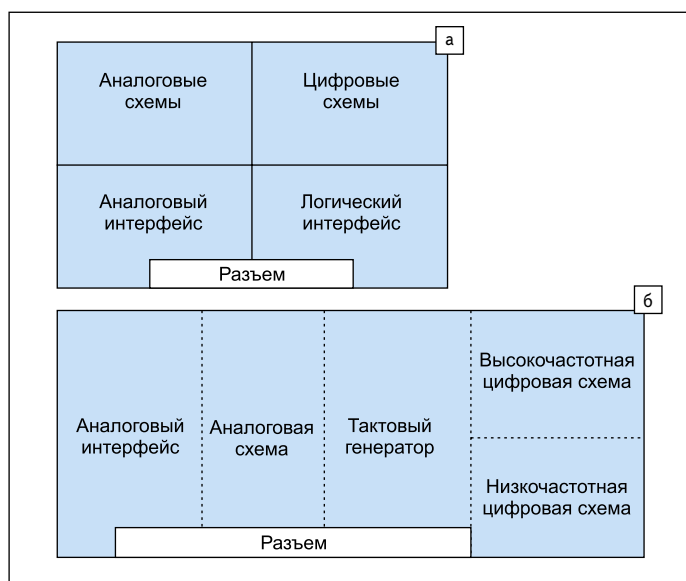 а
Аналоговые
схемы
Цифровые
схемы
Аналоговый
интерфейс
Логический
интерфейс
Разъем
б
Аналоговый
интерфейс
Аналоговая
схема
Тактовый
генератор
Высокочастотная
цифровая схема
Низкочастотная
цифровая схема
Разъем